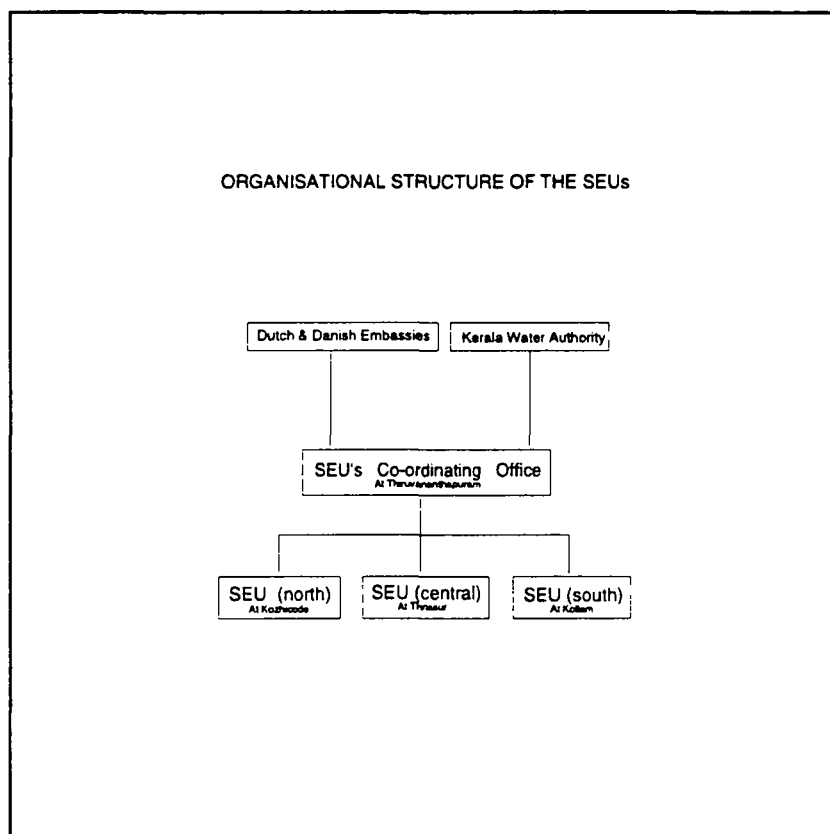 ORGANISATIONAL STRUCTURE OF THE SEUs
Dutch & Danish Embassies
Kerala Water Authority
SEU's Co-ordinating Office
At Thiruvananthapuram
SEU (north)
At Kozhicode
SEU (central)
At Thrissur
SEU (south)
At Kollam